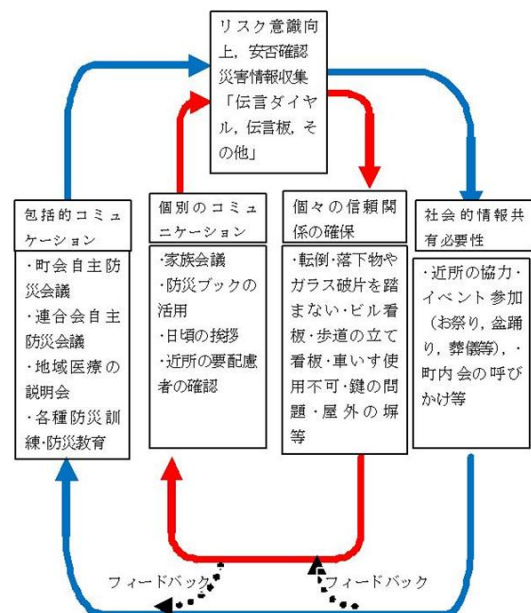 リスク意識向
上，安否確認
災害情報収集
「伝言ダイヤ
ル，伝言板，そ
の他」
包括的コミュ
ケーション
・町会自主防
災会議
・連合会自主
防災会議
・地域医療の
説明会
・各種防災訓
練・防災教育
個別のコミュ
ニケーション
・家族会議
・防災ブックの
活用
・日頃の挨拶
・近所の要配慮
者の確認
個々の信頼関
係の確保
・転倒・落下物や
ガラス破片を踏
まない・ビル看
板・歩道の立て
看板・車いす使
用不可・鍵の問
題・屋外の塀
等
社会的情報共
有必要性
・近所の協力・
イベント参加
（お祭り，盆踊
り，葬儀等），・
町内会の呼び
かけ等
フィードバック
フィードバック